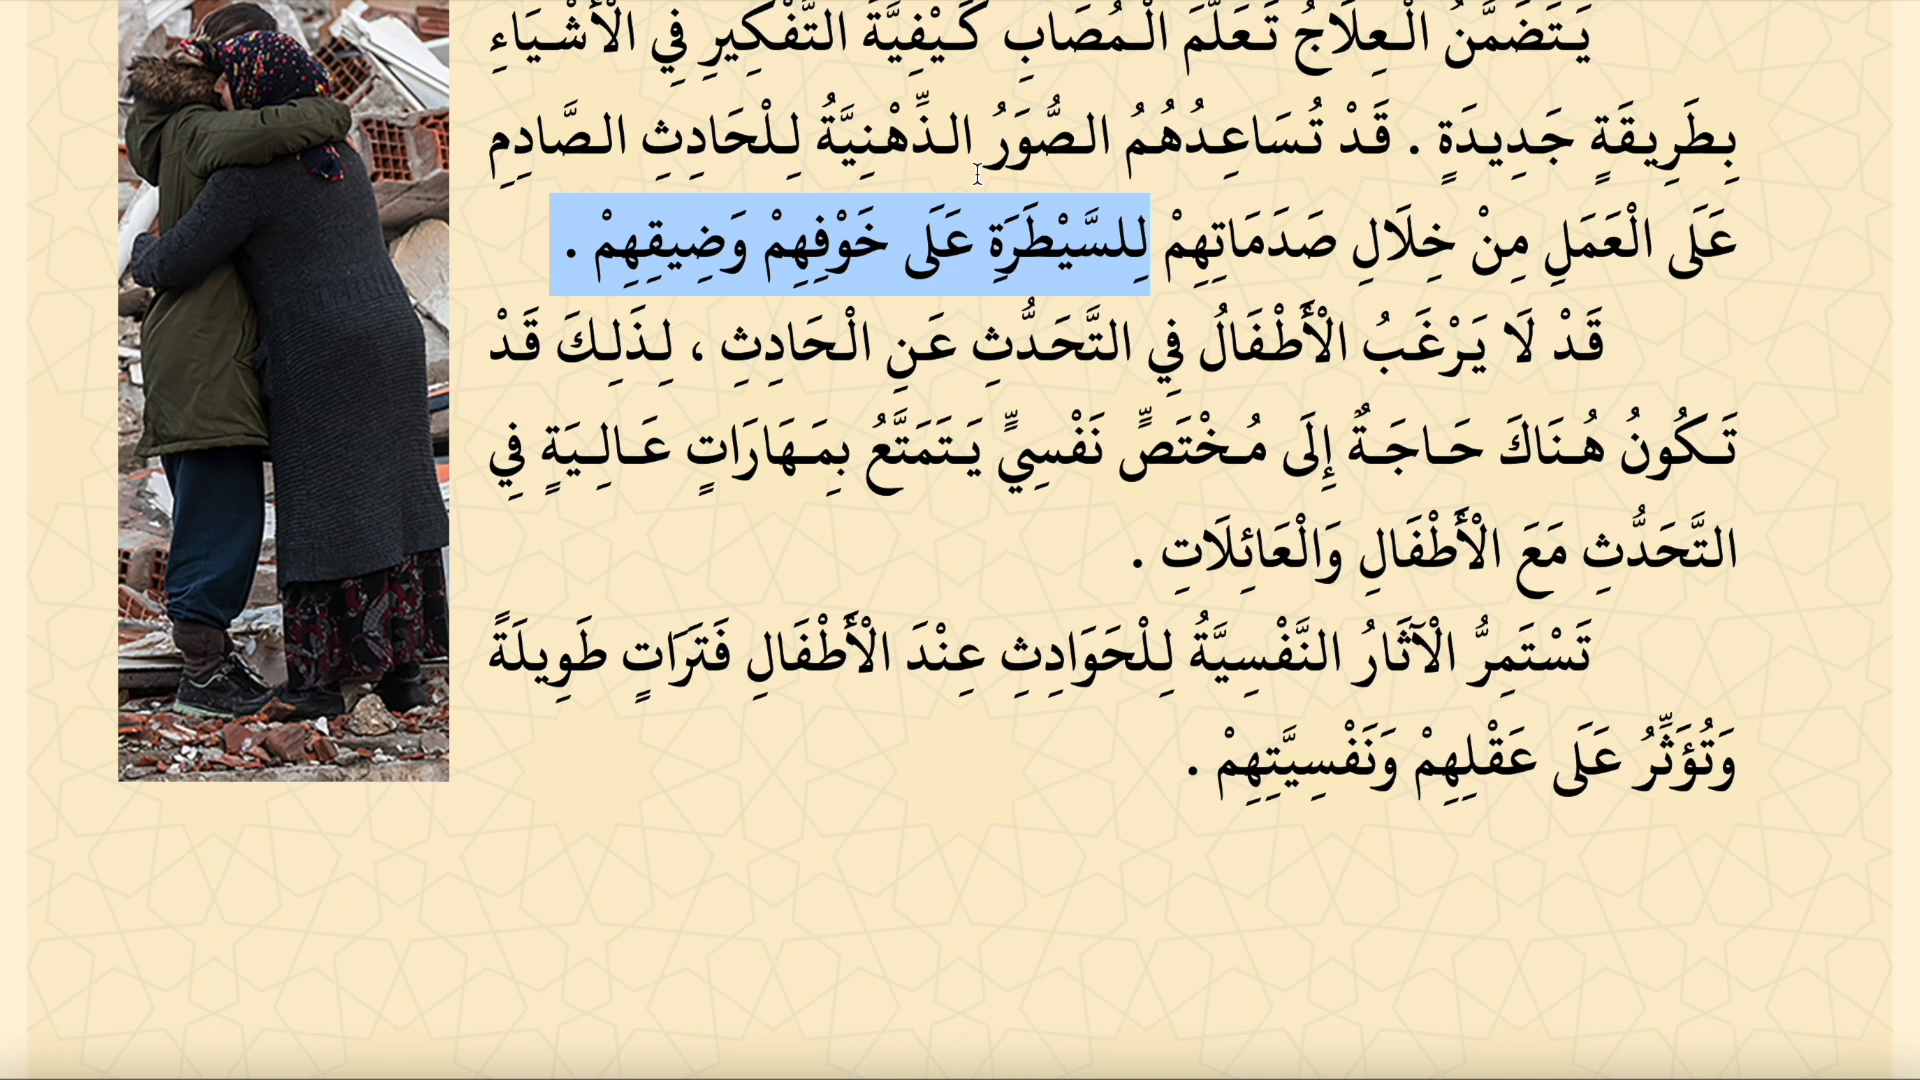 يَتَضَمَّنُ الْعِلَاجُ تَعَلُّمَ الْمُصَابِ كَيْفِيَّةَ التَّفْكِيرِ فِي الْأَشْيَاءِ
بِطَرِيقَةٍ جَدِيدَةٍ . قَدْ تُسَاعِدُهُمُ الصُّوَرُ الذِّهْنِيَّةُ لِلْحَادِثِ الصَّادِمِ
عَلَى الْعَمَلِ مِنْ خِلَالِ صَدَمَاتِهِمْ لِلسَّيْطَرَةِ عَلَى خَوْفِهِمْ وَضِيقِهِمْ .
قَدْ لَا يَرْغَبُ الْأَطْفَالُ فِي التَّحَدُّثِ عَنِ الْحَادِثِ ، لِذَلِكَ قَدْ
تَكُونُ هُنَاكَ حَاجَةٌ إِلَى مُخْتَصٍّ نَفْسِيٍّ يَتَمَتَّعُ بِمَهَارَاتٍ عَالِيَةٍ فِي
التَّحَدُّثِ مَعَ الْأَطْفَالِ وَالْعَائِلَاتِ .
تَسْتَمِرُّ الْآثَارُ النَّفْسِيَّةُ لِلْحَوَادِثِ عِنْدَ الْأَطْفَالِ فَتَرَاتٍ طَوِيلَةً
وَتُؤَثِّرُ عَلَى عَقْلِهِمْ وَنَفْسِيَّتِهِمْ .